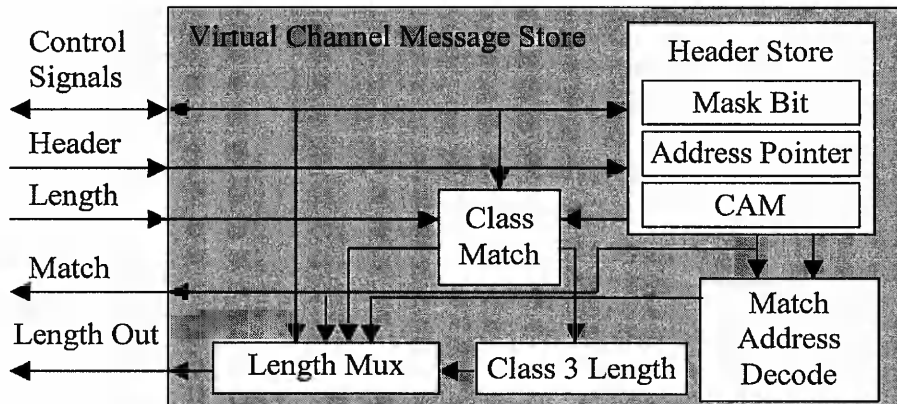 Control
Signals
Virtual Channel Message Store
Header Store
Mask Bit
Header
Address Pointer
Length
Class
Match
CAM
Match
Match
Address
Decode
Length Out
Length Mux
Class 3 Length